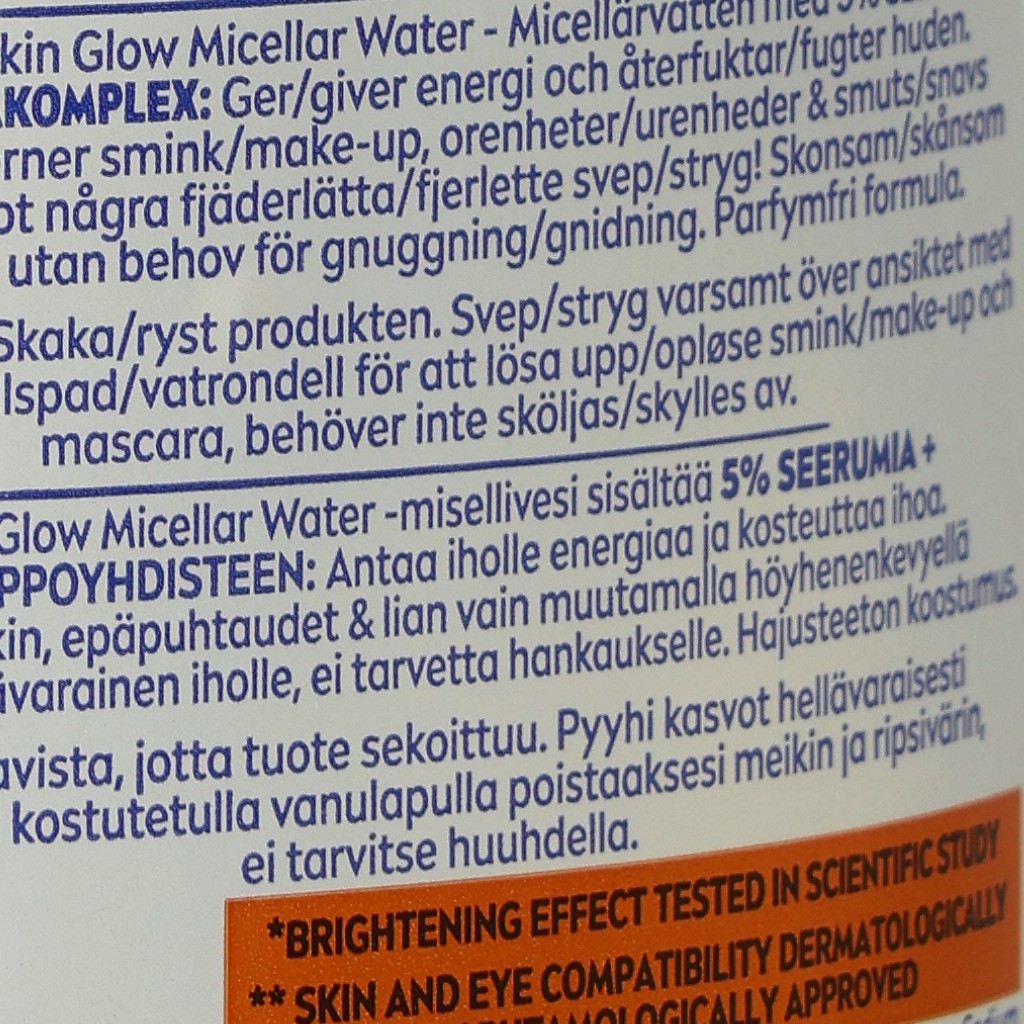 kin Glow Micellar Water - Micellärvatten med 5%
KOMPLEX: Ger/giver energi och återfuktar/fugter huden.
rner smink/make-up, orenheter/urenheder & smuts/snavs
ot några fjäderlätta/fjerlette svep/stryg! Skonsam/skånsom
utan behov för gnuggning/gnidning. Parfymfri formula.
Skaka/ryst produkten. Svep/stryg varsamt över ansiktet med
lspad/vatrondell för att lösa upp/opløse smink/make-up och
mascara, behöver inte sköljas/skylles av.
Glow Micellar Water -misellivesi sisältää 5% SEERUMIA +
PPOYHDISTEEN: Antaa iholle energiaa ja kosteuttaa ihoa.
kin, epäpuhtaudet & lian vain muutamalla höyhenenkevyellä
ävarainen iholle, ei tarvetta hankaukselle. Hajusteeton koostumus.
avista, jotta tuote sekoittuu. Pyyhi kasvot hellävaraisesti
kostutetulla vanulapulla poistaaksesi meikin ja ripsivärin,
ei tarvitse huuhdella.
*BRIGHTENING EFFECT TESTED IN SCIENTIFIC STUDY
** SKIN AND EYE COMPATIBILITY DERMATOLOGICALLY
HTAMOLOGICALLY APPROVED